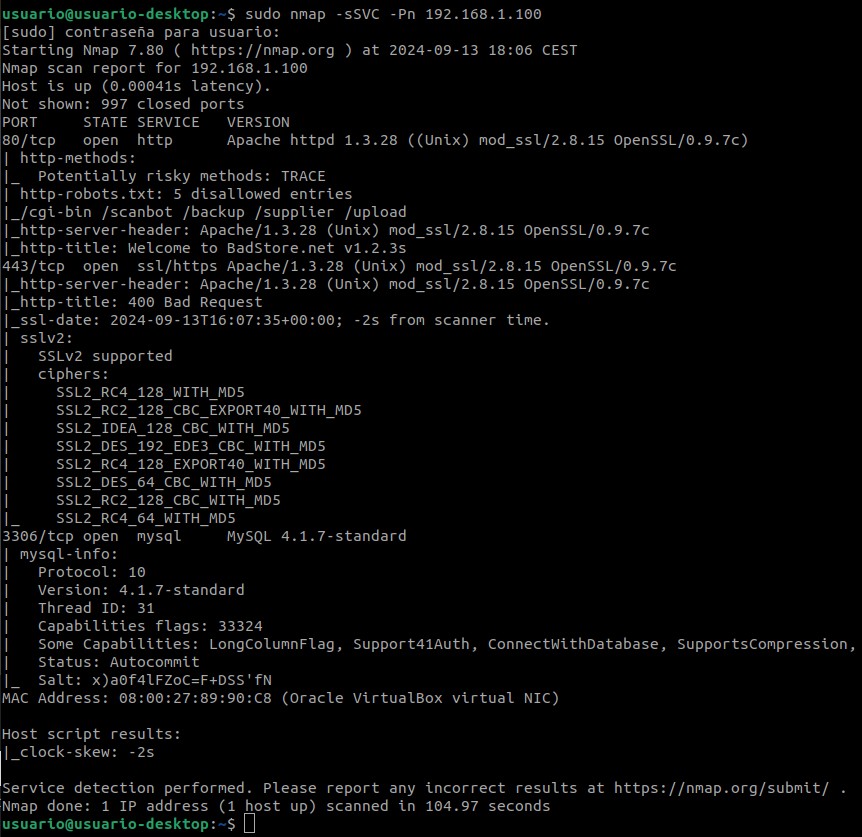 usuario@usuario-desktop:~$ sudo nmap -sSVC -Pn 192.168.1.100
[sudo] contraseña para usuario:
Starting Nmap 7.80 ( https://nmap.org ) at 2024-09-13 18:06 CEST
Nmap scan report for 192.168.1.100
Host is up (0.00041s latency).
Not shown: 997 closed ports
PORT     STATE SERVICE   VERSION
80/tcp   open  http      Apache httpd 1.3.28 ((Unix) mod_ssl/2.8.15 OpenSSL/0.9.7c)
| http-methods:
|_  Potentially risky methods: TRACE
| http-robots.txt: 5 disallowed entries
|_/cgi-bin /scanbot /backup /supplier /upload
|_http-server-header: Apache/1.3.28 (Unix) mod_ssl/2.8.15 OpenSSL/0.9.7c
|_http-title: Welcome to BadStore.net v1.2.3s
443/tcp  open  ssl/https Apache/1.3.28 (Unix) mod_ssl/2.8.15 OpenSSL/0.9.7c
|_http-server-header: Apache/1.3.28 (Unix) mod_ssl/2.8.15 OpenSSL/0.9.7c
|_http-title: 400 Bad Request
|_ssl-date: 2024-09-13T16:07:35+00:00; -2s from scanner time.
| sslv2:
|   SSLv2 supported
|   ciphers:
|     SSL2_RC4_128_WITH_MD5
|     SSL2_RC2_128_CBC_EXPORT40_WITH_MD5
|     SSL2_IDEA_128_CBC_WITH_MD5
|     SSL2_DES_192_EDE3_CBC_WITH_MD5
|     SSL2_RC4_128_EXPORT40_WITH_MD5
|     SSL2_DES_64_CBC_WITH_MD5
|     SSL2_RC2_128_CBC_WITH_MD5
|_    SSL2_RC4_64_WITH_MD5
3306/tcp open  mysql     MySQL 4.1.7-standard
| mysql-info:
|   Protocol: 10
|   Version: 4.1.7-standard
|   Thread ID: 31
|   Capabilities flags: 33324
|   Some Capabilities: LongColumnFlag, Support41Auth, ConnectWithDatabase, SupportsCompression,
|   Status: Autocommit
|_  Salt: x)a0f4lFZoC=F+DSS'fN
MAC Address: 08:00:27:89:90:C8 (Oracle VirtualBox virtual NIC)

Host script results:
|_clock-skew: -2s

Service detection performed. Please report any incorrect results at https://nmap.org/submit/ .
Nmap done: 1 IP address (1 host up) scanned in 104.97 seconds
usuario@usuario-desktop:~$